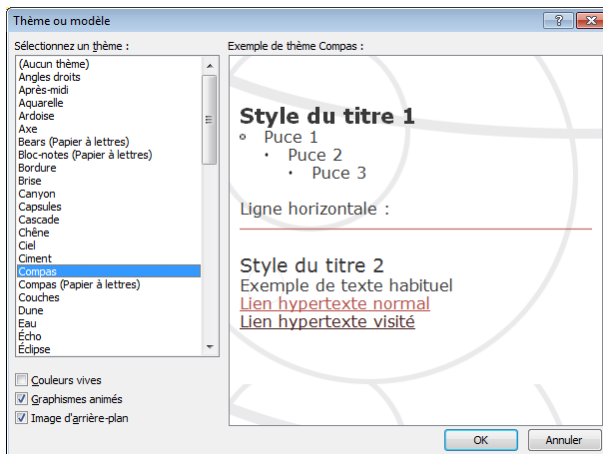 Thème ou modèle
Sélectionnez un thème :
(Aucun thème)
Angles droits
Après-midi
Aquarelle
Ardoise
Axe
Bears (Papier à lettres)
Bloc-notes (Papier à lettres)
Bordure
Brise
Canyon
Capsules
Cascade
Chêne
Ciel
Ciment
Compas
Compas (Papier à lettres)
Couches
Dune
Eau
Écho
Éclipse
Couleurs vives
Graphismes animés
Image d'arrière-plan
Exemple de thème Compas :
Style du titre 1
Puce 1
Puce 2
Puce 3
Ligne horizontale :
Style du titre 2
Exemple de texte habituel
Lien hypertexte normal
Lien hypertexte visité
OK
Annuler